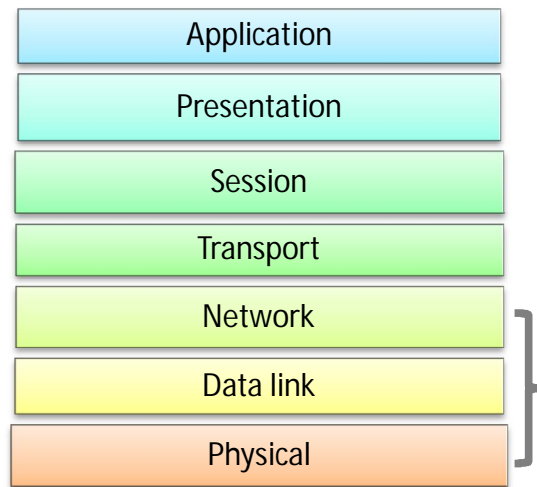 Application
Presentation
Session
Transport
Network
Data link
Physical